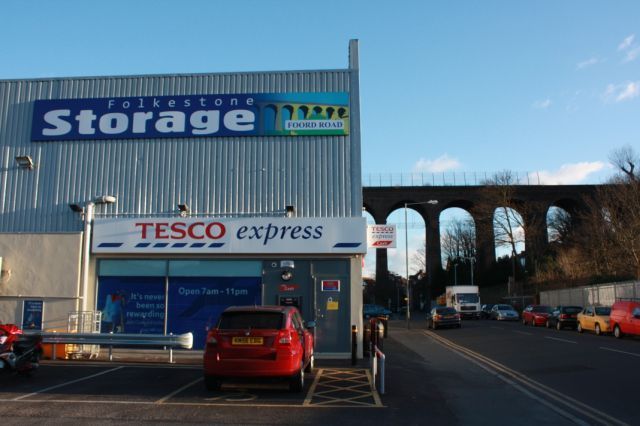 Folkestone
Storage
FOORD ROAD
TESCO express
TESCO
express
It's never
been so
rewarding
Open 7am - 11pm